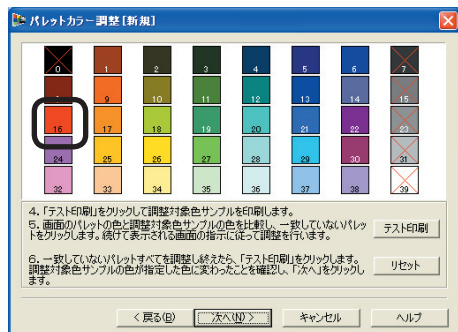 パレットカラー調整[新規]
0 1 2 3 4 5 6 7
9 10 11 12 13 14 15
16 17 18 19 20 21 22 23
24 25 26 27 28 29 30 31
32 33 34 35 36 37 38 39
4. 「テスト印刷」をクリックして調整対象色サンプルを印刷します。
5. 画面のパレットの色と調整対象色サンプルの色を比較し、一致していないパレッ
トをクリックします。続けて表示される画面の指示に従って調整を行います。
テスト印刷
6. 一致していないパレットすべてを調整し終えたら、「テスト印刷」をクリックします。
調整対象色サンプルの色が指定した色に変わったことを確認し、「次へ」をクリックし
ます。
リセット
< 戻る(B) 次へ(N) > キャンセル ヘルプ